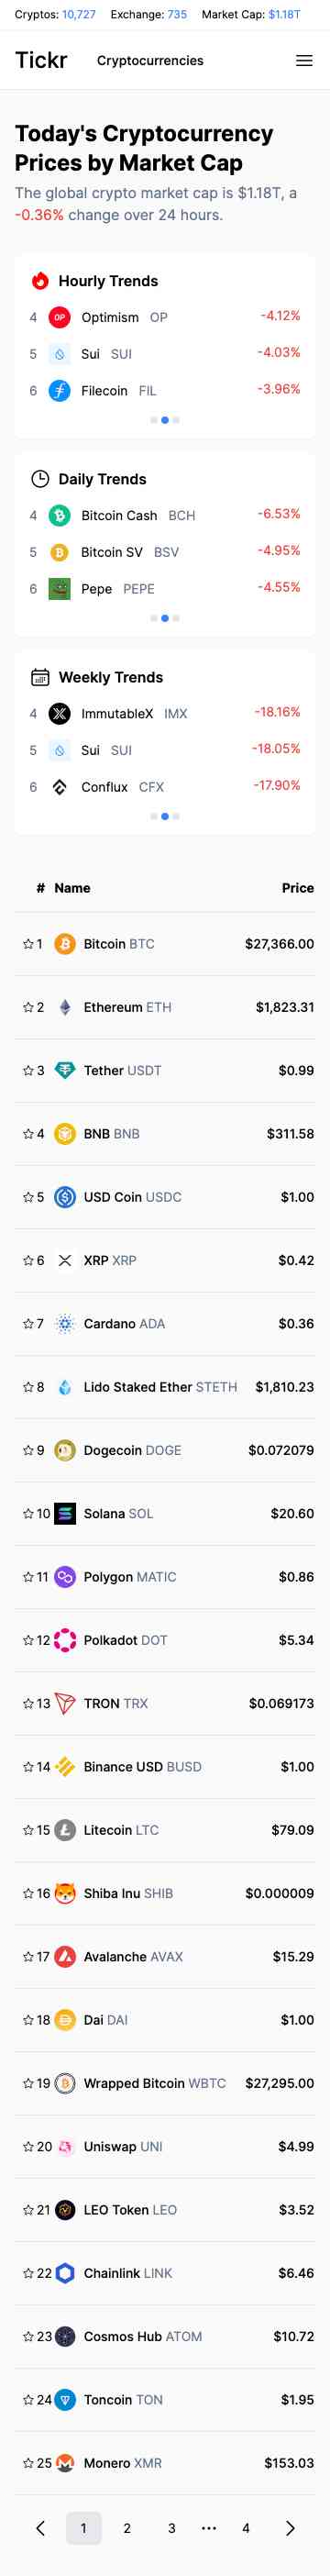 Cryptos: 10,727 Exchange: 735 Market Cap: $1.18T
Tickr Cryptocurrencies
Today's Cryptocurrency
Prices by Market Cap
The global crypto market cap is $1.18T, a
-0.36% change over 24 hours.
Hourly Trends
4 Optimism OP -4.12%
5 Sui SUI -4.03%
6 Filecoin FIL -3.96%
Daily Trends
4 Bitcoin Cash BCH -6.53%
5 Bitcoin SV BSV -4.95%
6 Pepe PEPE -4.55%
Weekly Trends
4 ImmutableX IMX -18.16%
5 Sui SUI -18.05%
6 Conflux CFX -17.90%
# Name Price
1 Bitcoin BTC $27,366.00
2 Ethereum ETH $1,823.31
3 Tether USDT $0.99
4 BNB BNB $311.58
5 USD Coin USDC $1.00
6 XRP XRP $0.42
7 Cardano ADA $0.36
8 Lido Staked Ether STETH $1,810.23
9 Dogecoin DOGE $0.072079
10 Solana SOL $20.60
11 Polygon MATIC $0.86
12 Polkadot DOT $5.34
13 TRON TRX $0.069173
14 Binance USD BUSD $1.00
15 Litecoin LTC $79.09
16 Shiba Inu SHIB $0.000009
17 Avalanche AVAX $15.29
18 Dai DAI $1.00
19 Wrapped Bitcoin WBTC $27,295.00
20 Uniswap UNI $4.99
21 LEO Token LEO $3.52
22 Chainlink LINK $6.46
23 Cosmos Hub ATOM $10.72
24 Toncoin TON $1.95
25 Monero XMR $153.03
1 2 3 ••• 4